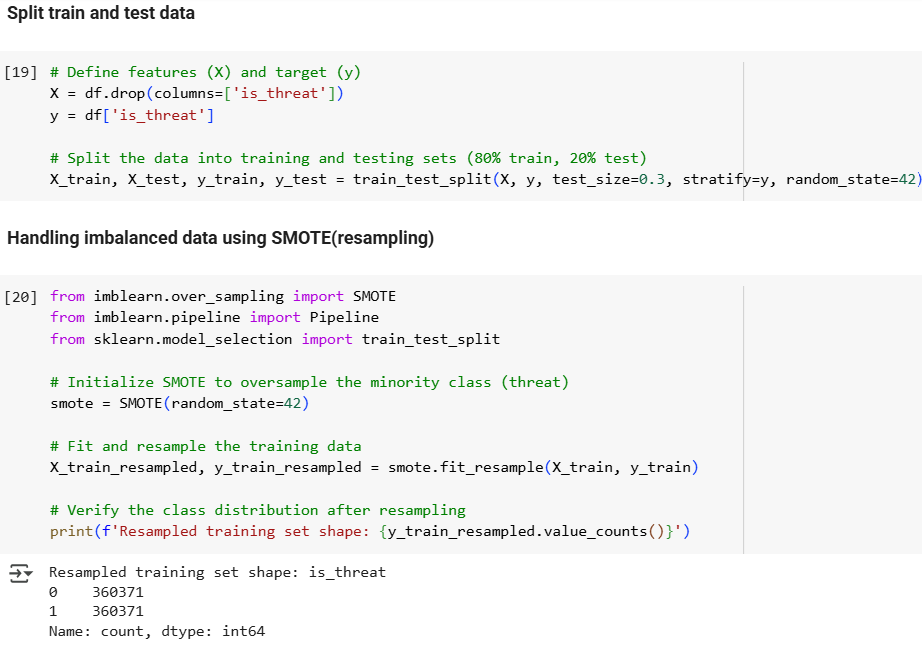 Split train and test data
[19] # Define features (X) and target (y)
X = df.drop(columns=['is_threat'])
y = df['is_threat']
# Split the data into training and testing sets (80% train, 20% test)
X_train, X_test, y_train, y_test = train_test_split(X, y, test_size=0.3, stratify=y, random_state=42)
Handling imbalanced data using SMOTE(resampling)
[20] from imblearn.over_sampling import SMOTE
from imblearn.pipeline import Pipeline
from sklearn.model_selection import train_test_split
# Initialize SMOTE to oversample the minority class (threat)
smote = SMOTE(random_state=42)
# Fit and resample the training data
X_train_resampled, y_train_resampled = smote.fit_resample(X_train, y_train)
# Verify the class distribution after resampling
print(f'Resampled training set shape: {y_train_resampled.value_counts()}')
Resampled training set shape: is_threat
0    360371
1    360371
Name: count, dtype: int64